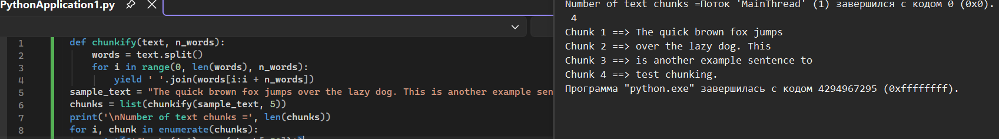 PythonApplication1.py
1 def chunkify(text, n_words):
2 words = text.split()
3 for i in range(0, len(words), n_words):
4 yield ' '.join(words[i:i + n_words])
5 sample_text = "The quick brown fox jumps over the lazy dog. This is another example sen
6 chunks = list(chunkify(sample_text, 5))
7 print('\nNumber of text chunks =', len(chunks))
8 for i, chunk in enumerate(chunks):
Number of text chunks =Поток 'MainThread' (1) завершился с кодом 0 (0x0).
4
Chunk 1 ==> The quick brown fox jumps
Chunk 2 ==> over the lazy dog. This
Chunk 3 ==> is another example sentence to
Chunk 4 ==> test chunking.
Программа "python.exe" завершилась с кодом 4294967295 (0xffffffff).